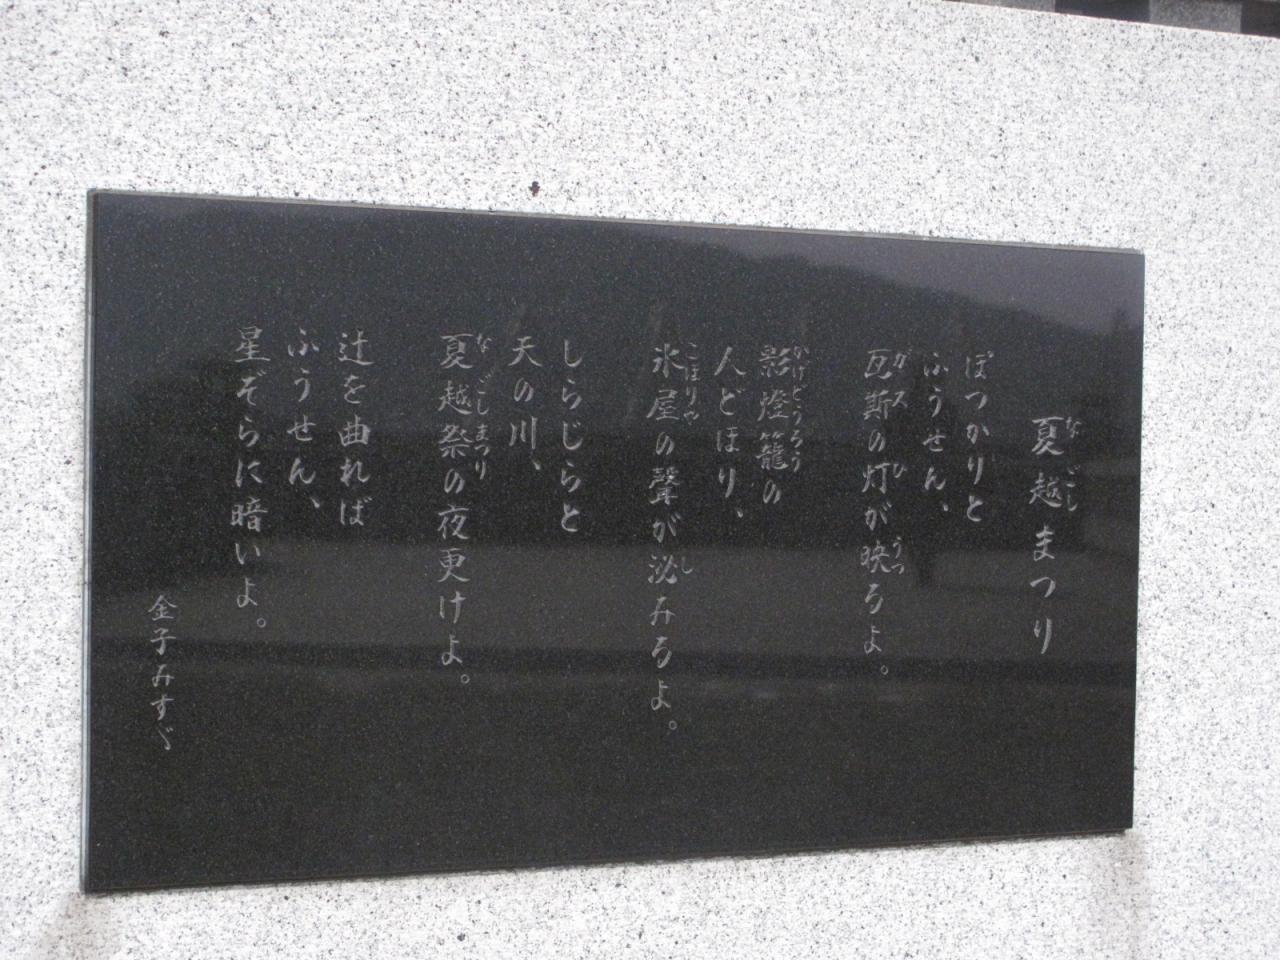 夏越まつり
ぽつかりと
ふうせん、
瓦斯の灯が映るよ。
影燈籠の
人どほり、
氷屋の聲が泌みるよ。
しらじらと
天の川、
夏越祭の夜更けよ。
辻を曲れば
ふうせん、
星ぞらに暗いよ。
金子みすゞ